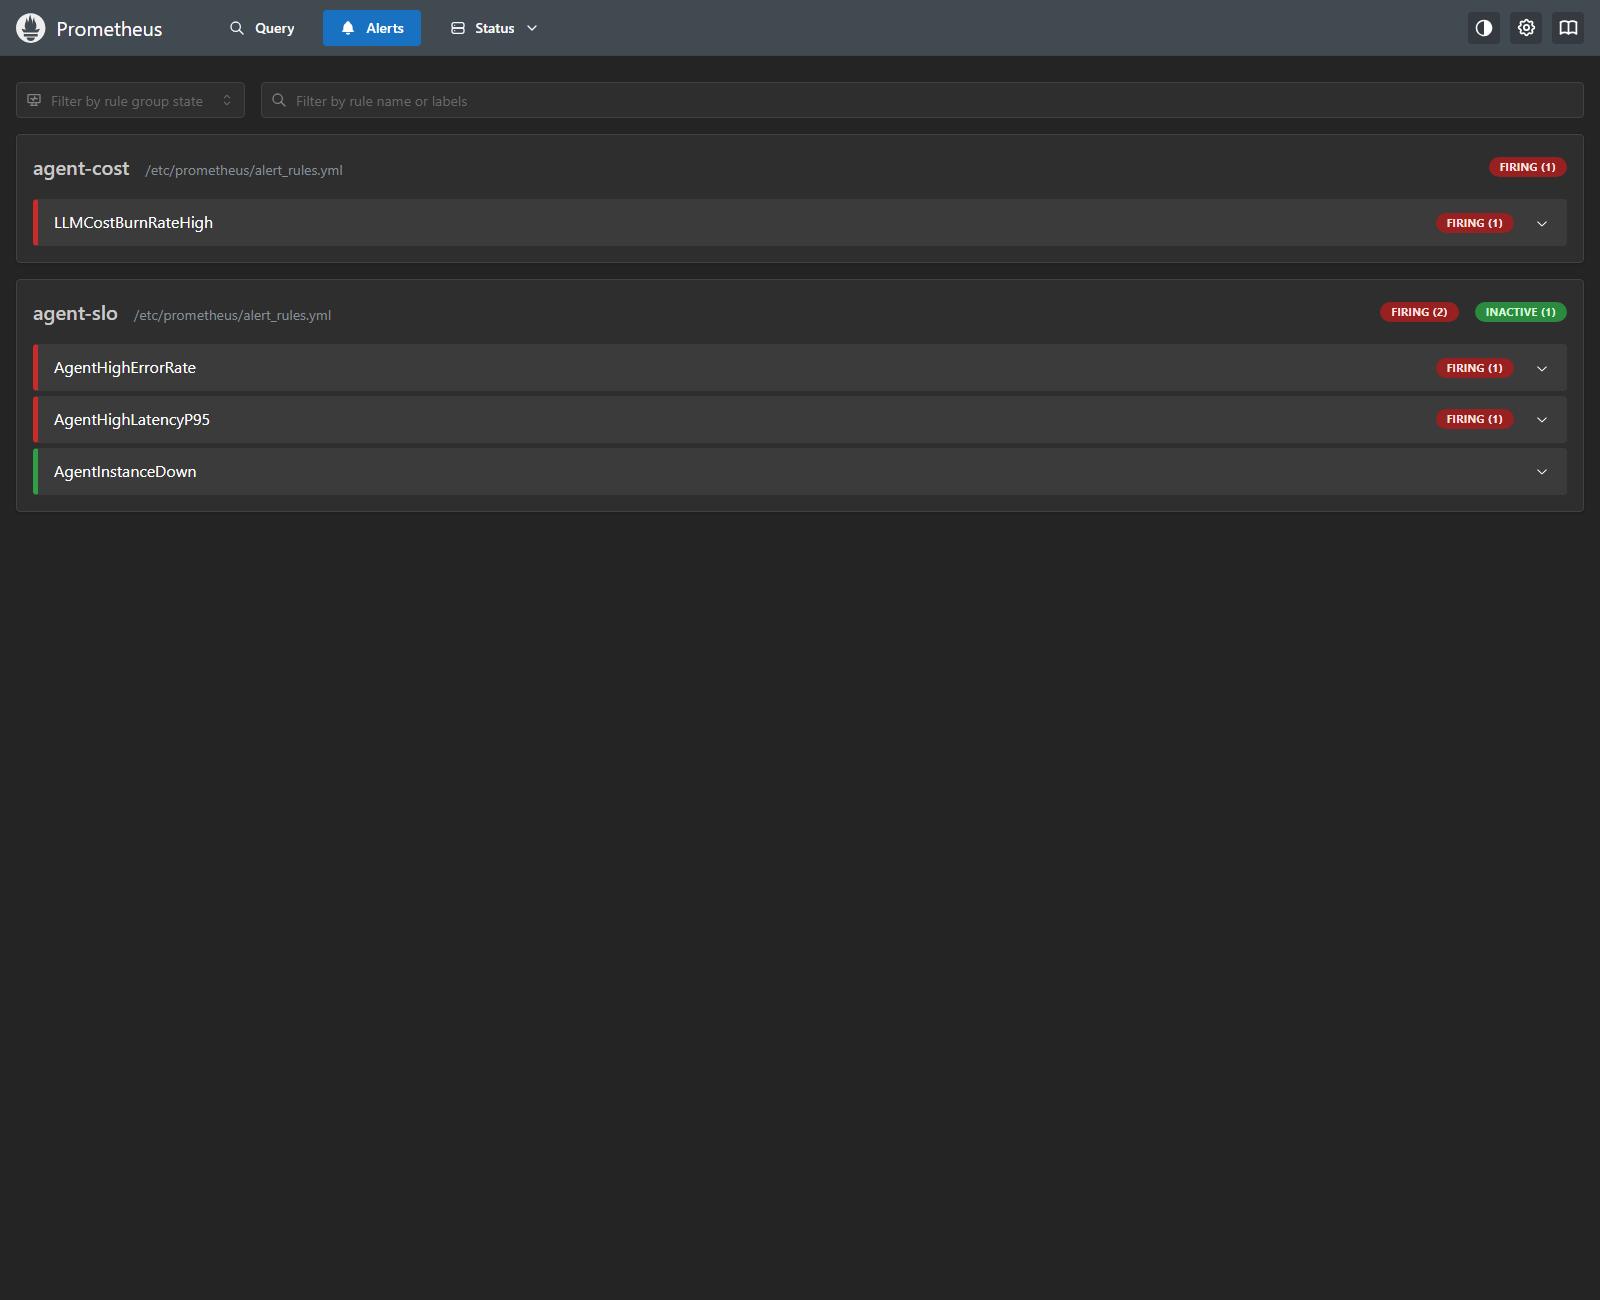 Prometheus Query Alerts Status
Filter by rule group state Filter by rule name or labels
agent-cost /etc/prometheus/alert_rules.yml FIRING (1)
LLMCostBurnRateHigh FIRING (1)
agent-slo /etc/prometheus/alert_rules.yml FIRING (2) INACTIVE (1)
AgentHighErrorRate FIRING (1)
AgentHighLatencyP95 FIRING (1)
AgentInstanceDown